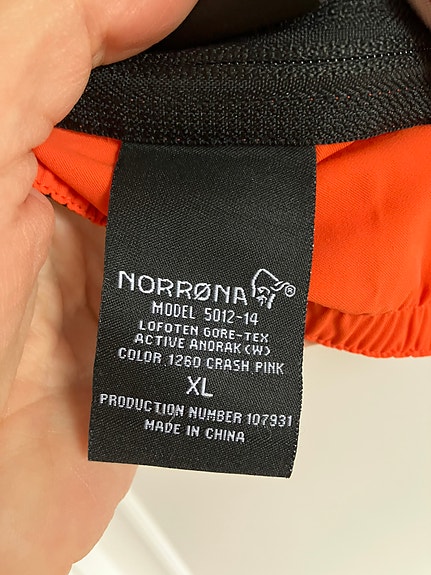 NORRØNA ®
MODEL 5012-14
LOFOTEN GORE-TEX
ACTIVE ANORAK(W)
COLOR 1260 CRASH PINK
XL
PRODUCTION NUMBER 107931
MADE IN CHINA